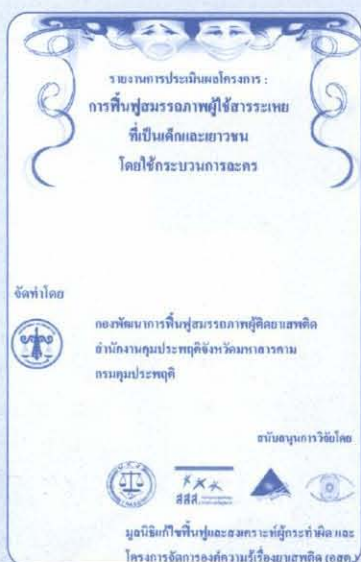 รายงานการประเมินผลโครงการ :
การฟื้นฟูสมรรถภาพผู้ใช้สารระเหย
ที่เป็นเด็กและเยาวชน
โดยใช้กระบวนการละคร
จัดทำโดย
กองพัฒนาการฟื้นฟูสมรรถภาพผู้ติดยาเสพติด
สำนักงานคุมประพฤติจังหวัดมหาสารคาม
กรมคุมประพฤติ
สนับสนุนการวิจัยโดย
สสส.
มูลนิธิแก้ไขฟื้นฟูและสงเคราะห์ผู้กระทำผิด และ
โครงการจัดการองค์ความรู้เรื่องยาเสพติด (อสต.)